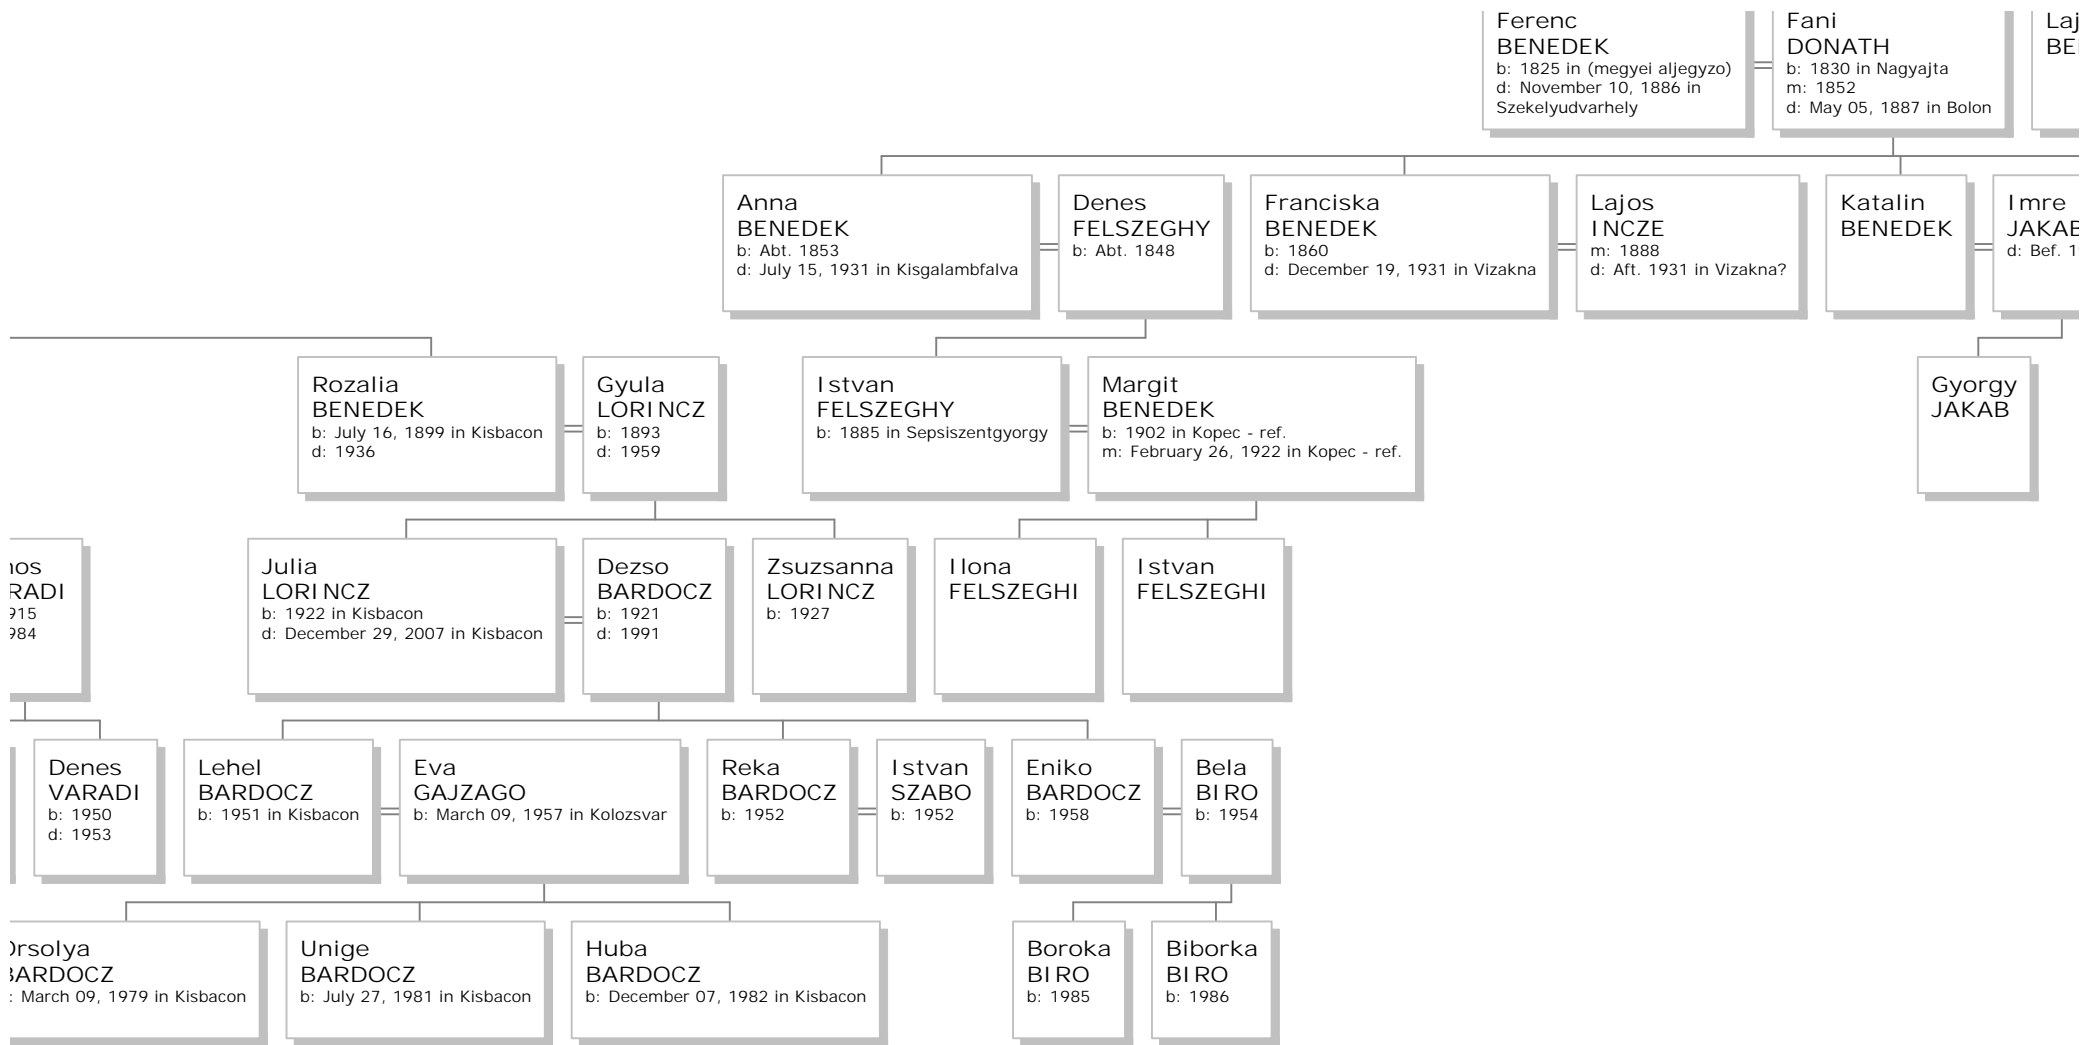 Ferenc
BENEDEK
b: 1825 in (megyei aljegyzo)
d: November 10, 1886 in
Szekelyudvarhely
Fani
DONATH
b: 1830 in Nagyajta
m: 1852
d: May 05, 1887 in Bolon
Anna
BENEDEK
b: Abt. 1853
d: July 15, 1931 in Kisgalambfalva
Denes
FELSZEGHY
b: Abt. 1848
Franciska
BENEDEK
b: 1860
d: December 19, 1931 in Vizakna
Lajos
INCZE
m: 1888
d: Aft. 1931 in Vizakna?
Katalin
BENEDEK
Imre
JAKAB
d: Bef.
Rozalia
BENEDEK
b: July 16, 1899 in Kisbacon
d: 1936
Gyula
LORINCZ
b: 1893
d: 1959
Istvan
FELSZEGHY
b: 1885 in Sepsiszentgyorgy
Margit
BENEDEK
b: 1902 in Kopec - ref.
m: February 26, 1922 in Kopec - ref.
Gyorgy
JAKAB
Julia
LORINCZ
b: 1922 in Kisbacon
d: December 29, 2007 in Kisbacon
Dezso
BARDOCZ
b: 1921
d: 1991
Zsuzsanna
LORINCZ
b: 1927
Ilona
FELSZEGHI
Istvan
FELSZEGHI
Denes
VARADI
b: 1950
d: 1953
Lehel
BARDOCZ
b: 1951 in Kisbacon
Eva
GAJZAGO
b: March 09, 1957 in Kolozsvar
Reka
BARDOCZ
b: 1952
Istvan
SZABO
b: 1952
Eniko
BARDOCZ
b: 1958
Bela
BIRO
b: 1954
Orsolya
BARDOCZ
: March 09, 1979 in Kisbacon
Unige
BARDOCZ
b: July 27, 1981 in Kisbacon
Huba
BARDOCZ
b: December 07, 1982 in Kisbacon
Boroka
BIRO
b: 1985
Biborka
BIRO
b: 1986